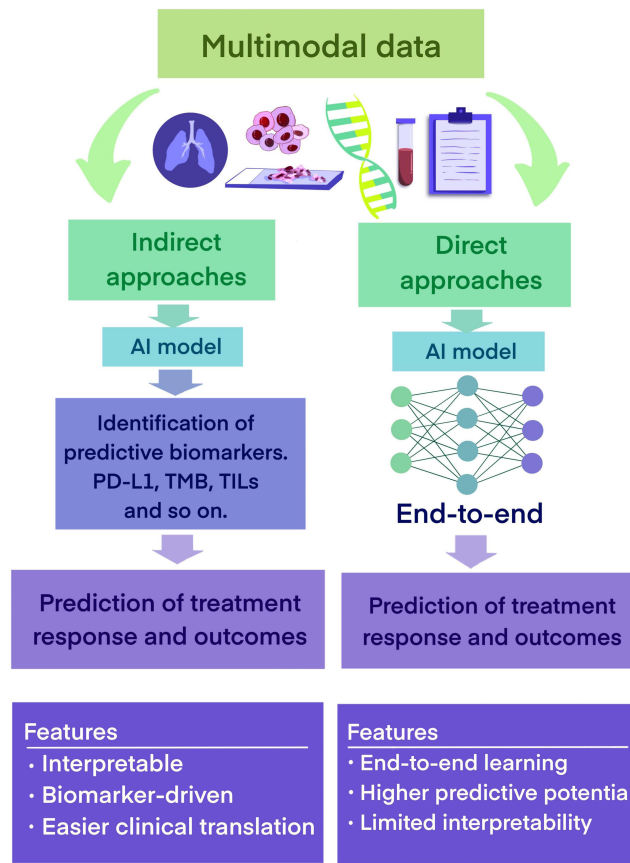 Multimodal data
Indirect
approaches
AI model
Identification of
predictive biomarkers.
PD-L1, TMB, TILs
and so on.
Prediction of treatment
response and outcomes
Features
· Interpretable
· Biomarker-driven
· Easier clinical translation
Direct
approaches
AI model
End-to-end
Prediction of treatment
response and outcomes
Features
· End-to-end learning
· Higher predictive potentia
· Limited interpretability